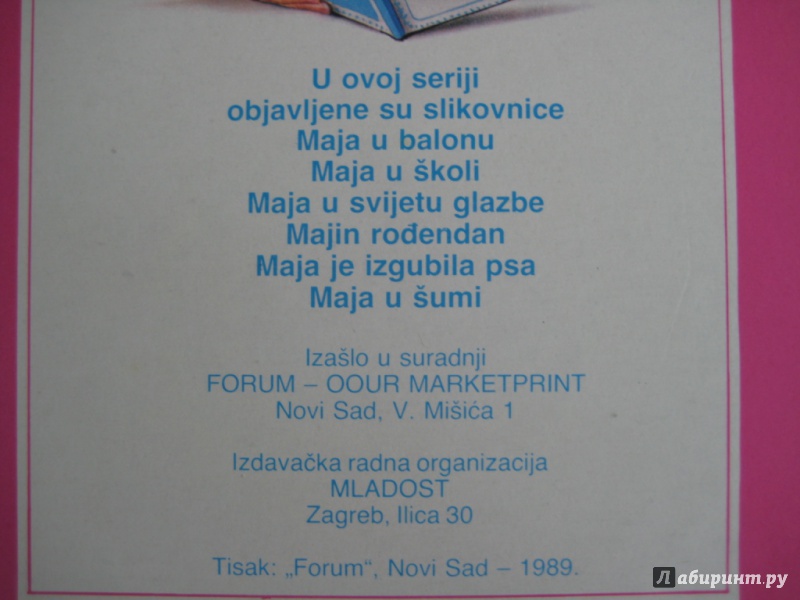 U ovoj seriji
objavljene su slikovnice
Maja u balonu
Maja u školi
Maja u svijetu glazbe
Majin rođendan
Maja je izgubila psa
Maja u šumi
Izašlo u suradnji
FORUM – OOUR MARKETPRINT
Novi Sad, V. Mišića 1
Izdavačka radna organizacija
MLADOST
Zagreb, Ilica 30
Tisak: „Forum“, Novi Sad – 1989.
Лабиринт.ру